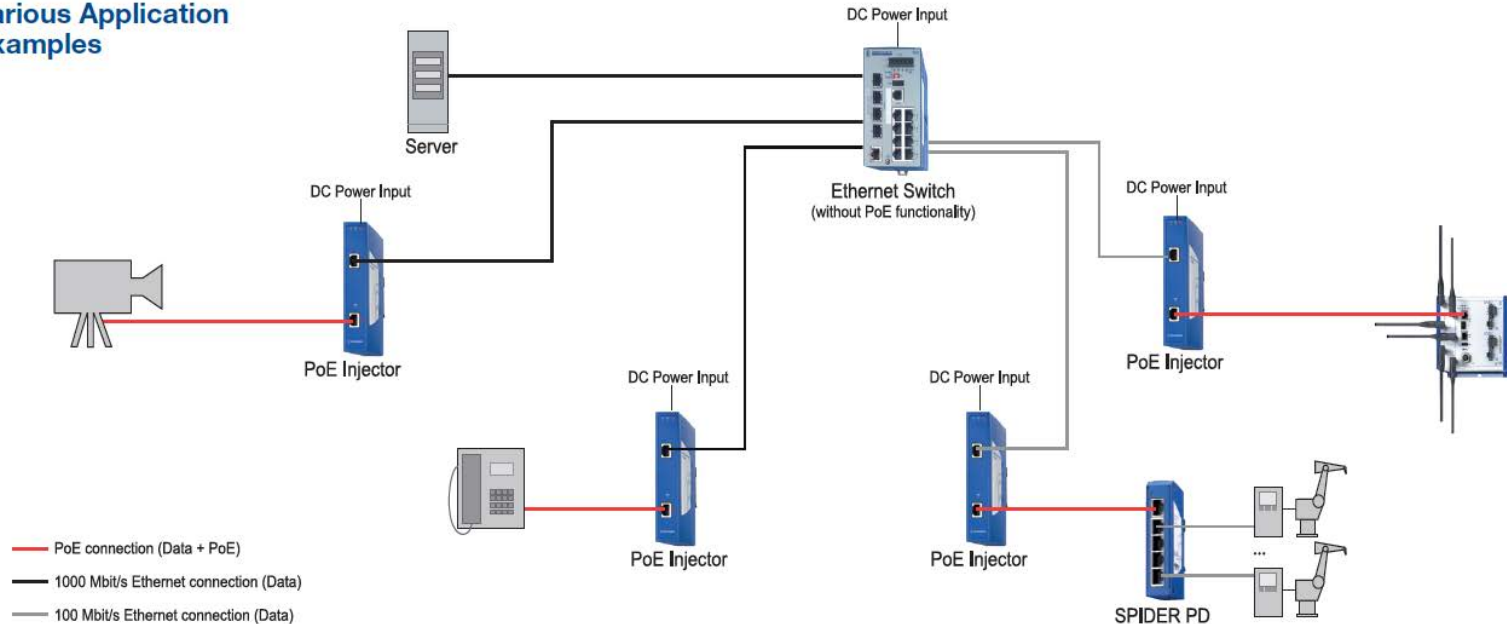 arious Application
xamples
DC Power Input
Server
Ethernet Switch
(without PoE functionality)
DC Power Input
PoE Injector
DC Power Input
PoE Injector
DC Power Input
PoE Injector
DC Power Input
PoE Injector
...
SPIDER PD
PoE connection (Data + PoE)
1000 Mbit/s Ethernet connection (Data)
100 Mbit/s Ethernet connection (Data)